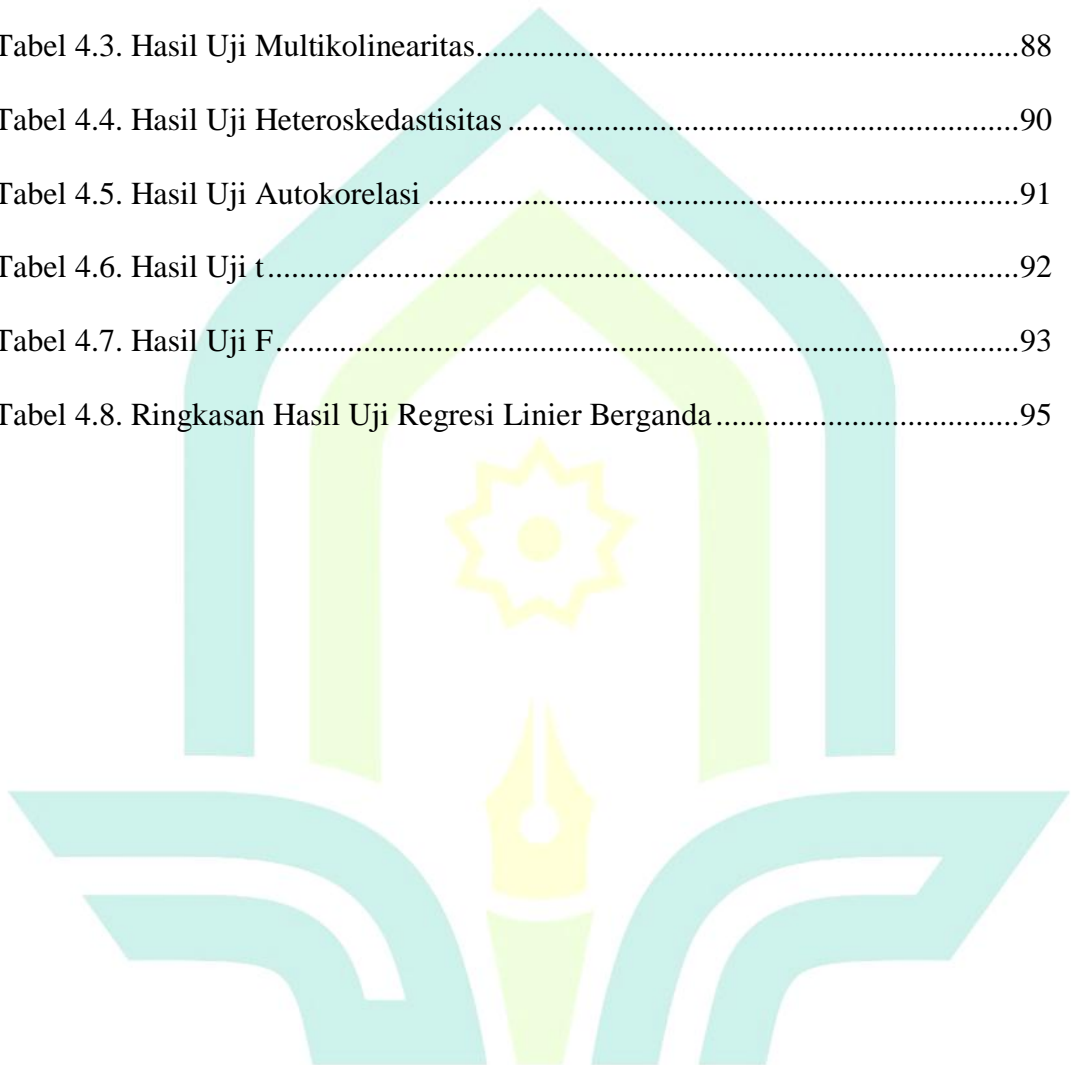 Tabel 4.3. Hasil Uji Multikolinearitas.......................................................................88
Tabel 4.4. Hasil Uji Heteroskedastisitas ..................................................................90
Tabel 4.5. Hasil Uji Autokorelasi ............................................................................91
Tabel 4.6. Hasil Uji t................................................................................................92
Tabel 4.7. Hasil Uji F...............................................................................................93
Tabel 4.8. Ringkasan Hasil Uji Regresi Linier Berganda.......................................95